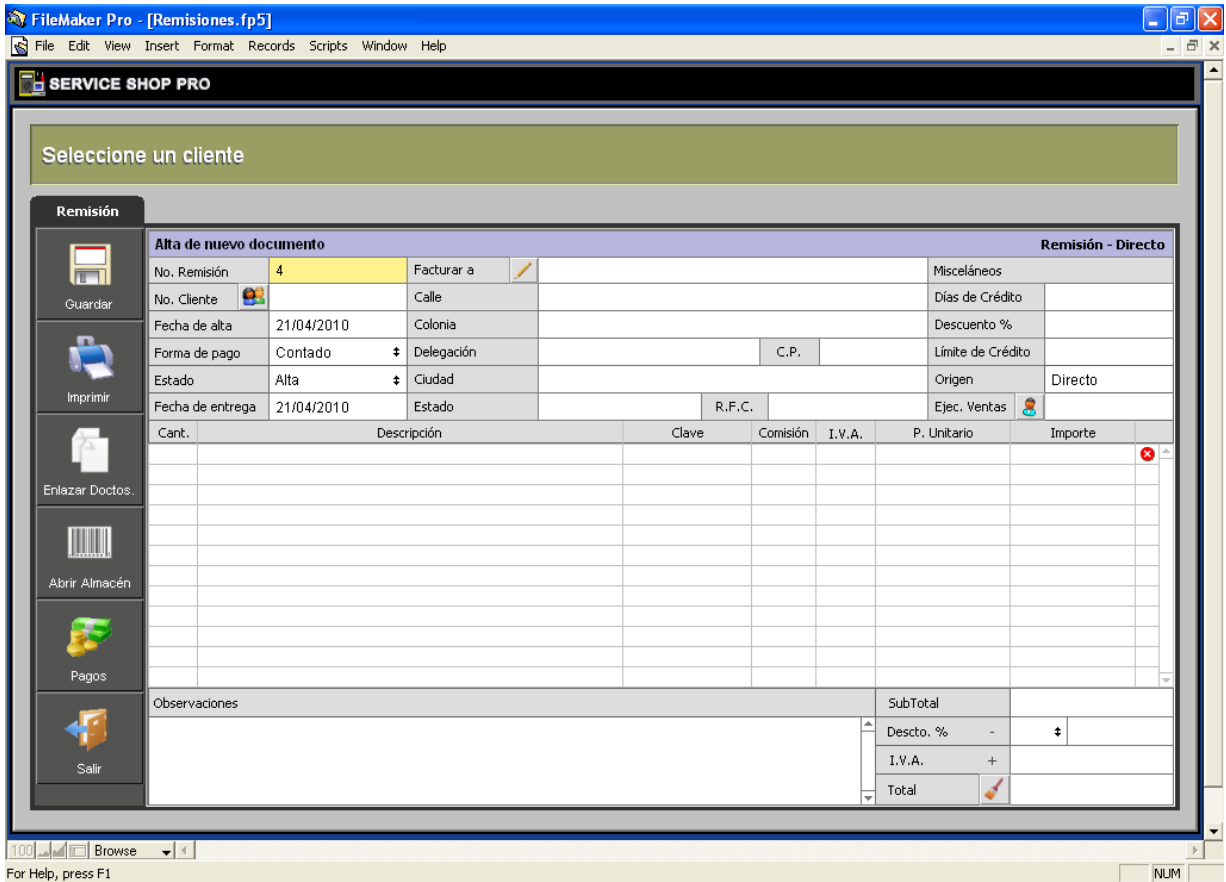 FileMaker Pro - [Remisiones.fp5]
File Edit View Insert Format Records Scripts Window Help
SERVICE SHOP PRO
Seleccione un cliente
Remisión
Guardar
Imprimir
Enlazar Doctos.
Abrir Almacén
Pagos
Salir
Alta de nuevo documento Remisión - Directo
No. Remisión 4 Facturar a Misceláneos
No. Cliente Calle Días de Crédito
Fecha de alta 21/04/2010 Colonia Descuento %
Forma de pago Contado Delegación C.P. Límite de Crédito
Estado Alta Ciudad Origen Directo
Fecha de entrega 21/04/2010 Estado R.F.C. Ejec. Ventas
Cant. Descripción Clave Comisión I.V.A. P. Unitario Importe
Observaciones SubTotal
Descto. % -
I.V.A. +
Total
100 Browse
For Help, press F1 NUM